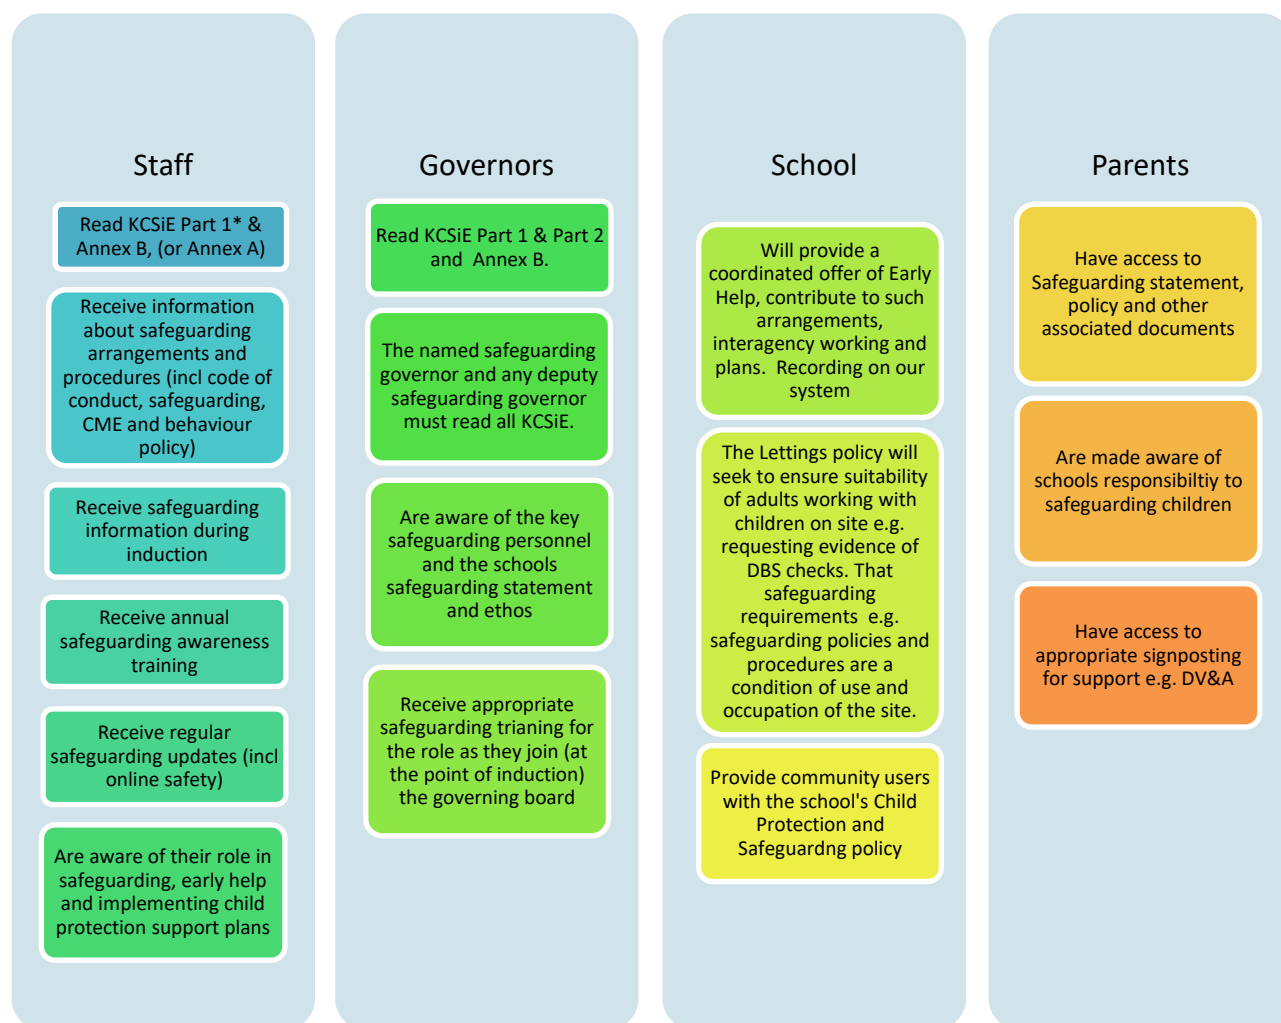 Staff
Read KCSiE Part 1* &
Annex B, (or Annex A)
Receive information
about safeguarding
arrangements and
procedures (incl code of
conduct, safeguarding,
CME and behaviour
policy)
Receive safeguarding
information during
induction
Receive annual
safeguarding awareness
training
Receive regular
safeguarding updates (incl
online safety)
Are aware of their role in
safeguarding, early help
and implementing child
protection support plans
Governors
Read KCSiE Part 1 & Part 2
and Annex B.
The named safeguarding
governor and any deputy
safeguarding governor
must read all KCSiE.
Are aware of the key
safeguarding personnel
and the schools
safeguarding statement
and ethos
Receive appropriate
safeguarding trianing for
the role as they join (at
the point of induction)
the governing board
School
Will provide a
coordinated offer of Early
Help, contribute to such
arrangements,
interagency working and
plans. Recording on our
system
The Lettings policy will
seek to ensure suitability
of adults working with
children on site e.g.
requesting evidence of
DBS checks. That
safeguarding
requirements e.g.
safeguarding policies and
procedures are a
condition of use and
occupation of the site.
Provide community users
with the school's Child
Protection and
Safeguardng policy
Parents
Have access to
Safeguarding statement,
policy and other
associated documents
Are made aware of
schools responsibiltiy to
safeguarding children
Have access to
appropriate signposting
for support e.g. DV&A